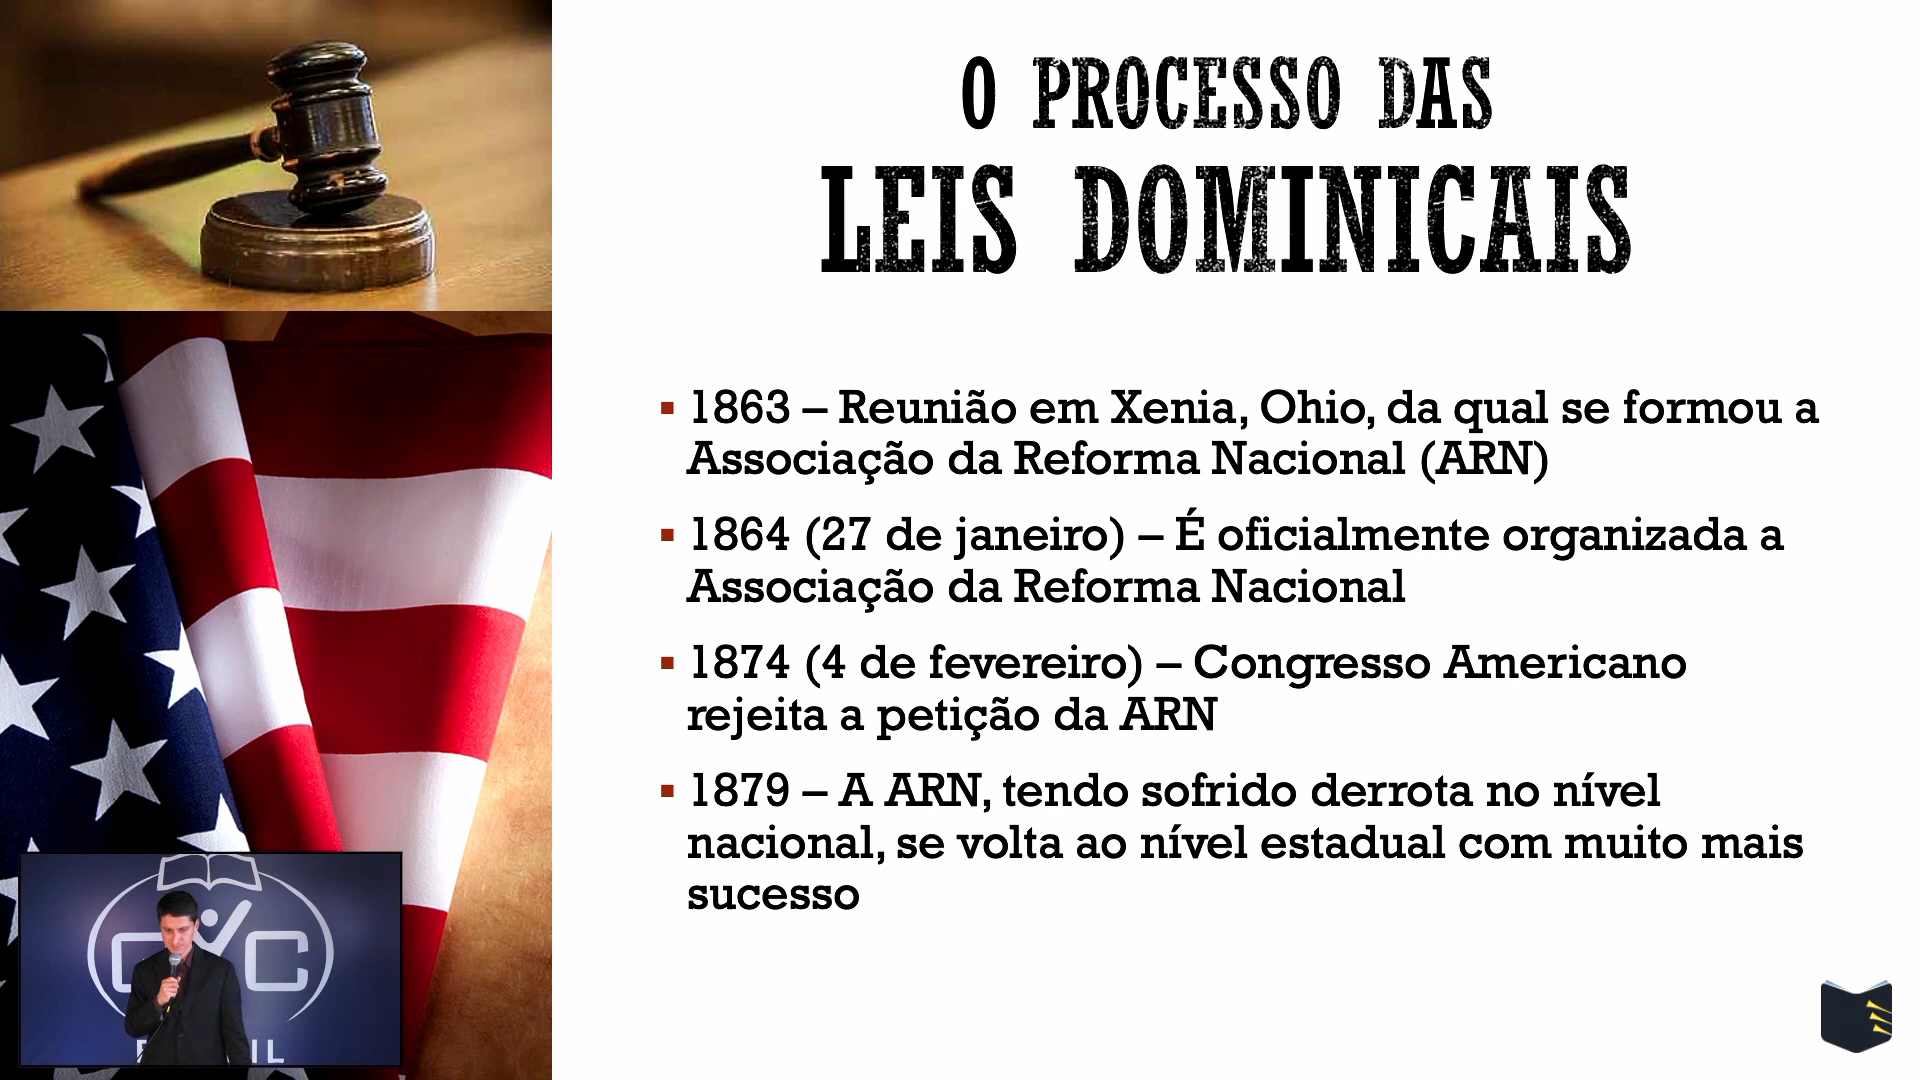 O PROCESSO DAS
LEIS DOMINICAIS
▪ 1863 – Reunião em Xenia, Ohio, da qual se formou a
Associação da Reforma Nacional (ARN)
▪ 1864 (27 de janeiro) – É oficialmente organizada a
Associação da Reforma Nacional
▪ 1874 (4 de fevereiro) – Congresso Americano
rejeita a petição da ARN
▪ 1879 – A ARN, tendo sofrido derrota no nível
nacional, se volta ao nível estadual com muito mais
sucesso